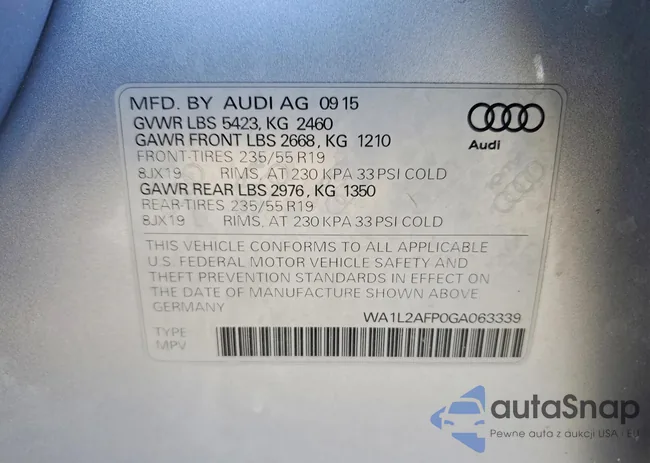 MFD. BY AUDI AG 09 15
GVWR LBS 5423, KG 2460
GAWR FRONT LBS 2668, KG 1210
FRONT-TIRES 235/55 R19
8JX19 RIMS, AT 230 KPA 33 PSI COLD
GAWR REAR LBS 2976, KG 1350
REAR-TIRES 235/55 R19
8JX19 RIMS, AT 230 KPA 33 PSI COLD
Audi
THIS VEHICLE CONFORMS TO ALL APPLICABLE
U.S. FEDERAL MOTOR VEHICLE SAFETY AND
THEFT PREVENTION STANDARDS IN EFFECT ON
THE DATE OF MANUFACTURE SHOWN ABOVE
GERMANY
WA1L2AFP0GA063339
TYPE
MPV
autaSnap
Pewne auta z aukcji USA - EU